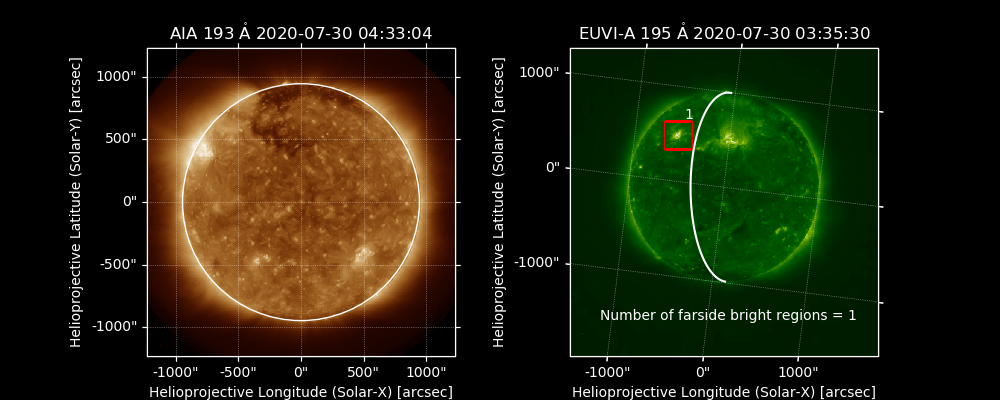 AIA 193 Å 2020-07-30 04:33:04
Helioprojective Latitude (Solar-Y) [arcsec]
1000"
500"
0"
-500"
-1000"
-1000" -500" 0" 500" 1000"
Helioprojective Longitude (Solar-X) [arcsec]
EUVI-A 195 Å 2020-07-30 03:35:30
Helioprojective Latitude (Solar-Y) [arcsec]
1000"
0"
-1000"
1
Number of farside bright regions = 1
-1000" 0" 1000"
Helioprojective Longitude (Solar-X) [arcsec]